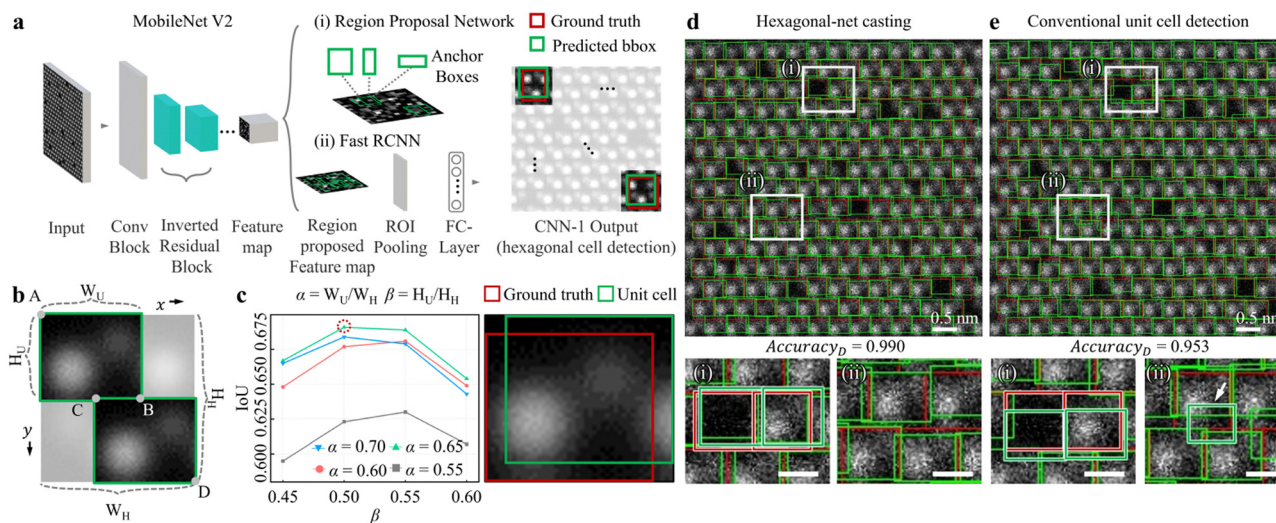 a
MobileNet V2
(i) Region Proposal Network
Anchor
Boxes
(ii) Fast RCNN
Ground truth
Predicted bbox
Input
Conv
Block
Inverted
Residual
Block
Feature
map
Region
proposed
Feature map
ROI
Pooling
FC-
Layer
CNN-1 Output
(hexagonal cell detection)
b
A
W_U
x
H_U
C
B
H_H
y
D
W_H
c
α = W_U/W_H β = H_U/H_H
Ground truth
Unit cell
IoU
0.675
0.650
0.625
0.600
α = 0.70
α = 0.65
α = 0.60
α = 0.55
0.45 0.50 0.55 0.60
β
d
Hexagonal-net casting
(i)
(ii)
0.5 nm
Accuracy_D = 0.990
(i)
(ii)
e
Conventional unit cell detection
(i)
(ii)
0.5 nm
Accuracy_D = 0.953
(i)
(ii)